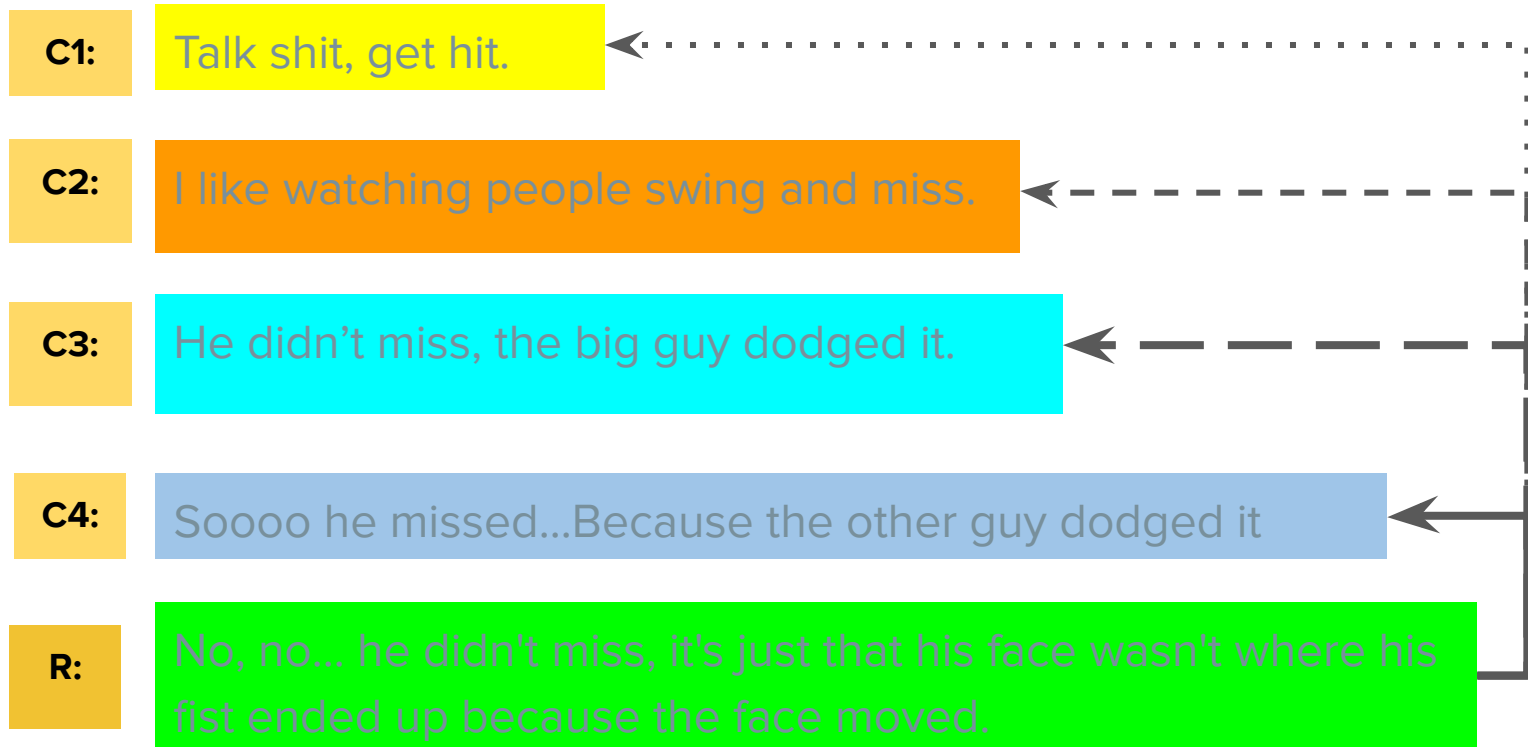 C1: Talk shit, get hit.
C2: I like watching people swing and miss.
C3: He didn’t miss, the big guy dodged it.
C4: Soooo he missed...Because the other guy dodged it
R: No, no... he didn't miss, it's just that his face wasn't where his
fist ended up because the face moved.